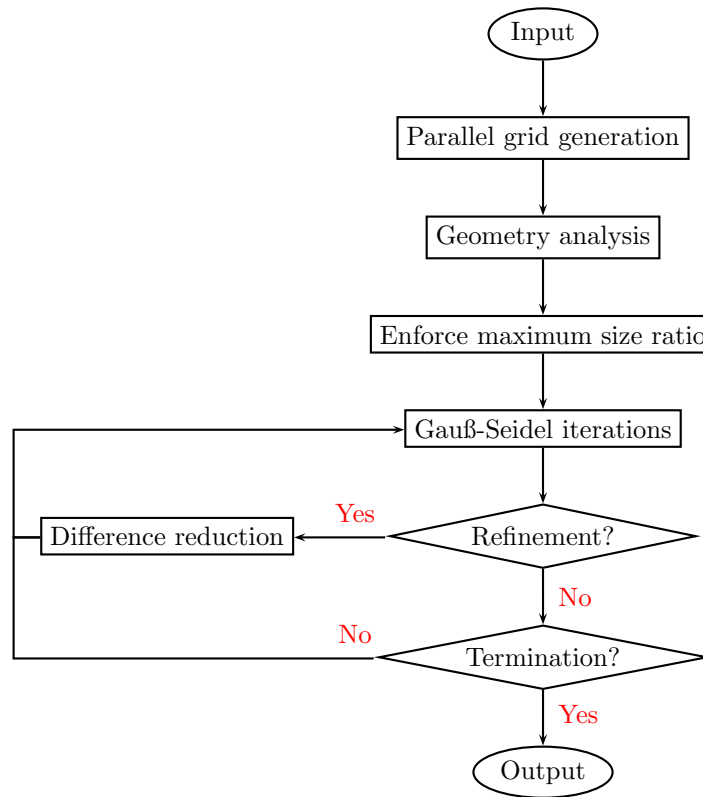 Input
Parallel grid generation
Geometry analysis
Enforce maximum size ratio
Gauß-Seidel iterations
Yes
Difference reduction
Refinement?
No
No
Termination?
Yes
Output